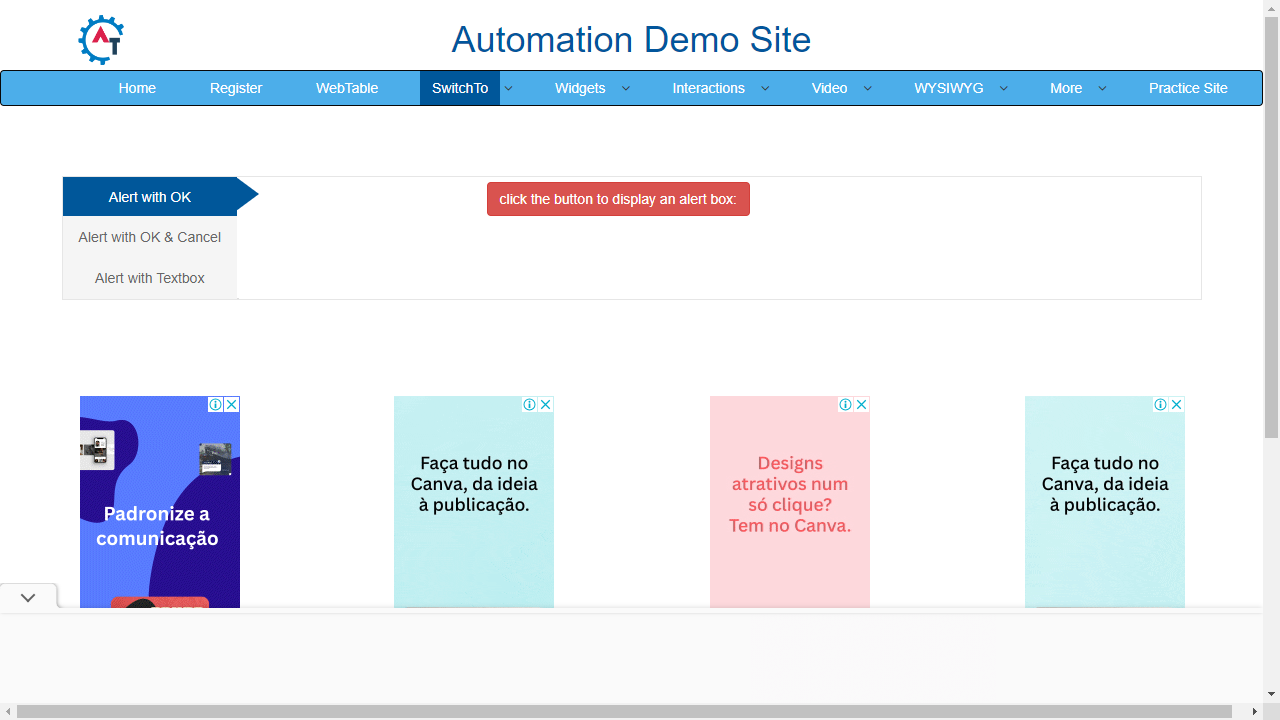 AT
Automation Demo Site
Home Register WebTable SwitchTo Widgets Interactions Video WYSIWYG More Practice Site
Alert with OK
click the button to display an alert box:
Alert with OK & Cancel
Alert with Textbox
Padronize a
comunicação
Faça tudo no
Canva, da ideia
à publicação.
Designs
atrativos num
só clique?
Tem no Canva.
Faça tudo no
Canva, da ideia
à publicação.